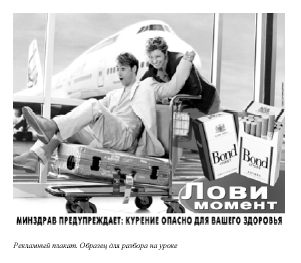 Bond
Bond
Лови
момент
МИНЗДРАВ ПРЕДУПРЕЖДАЕТ: КУРЕНИЕ ОПАСНО ДЛЯ ВАШЕГО ЗДОРОВЬЯ
Рекламный плакат. Образец для разбора на уроке